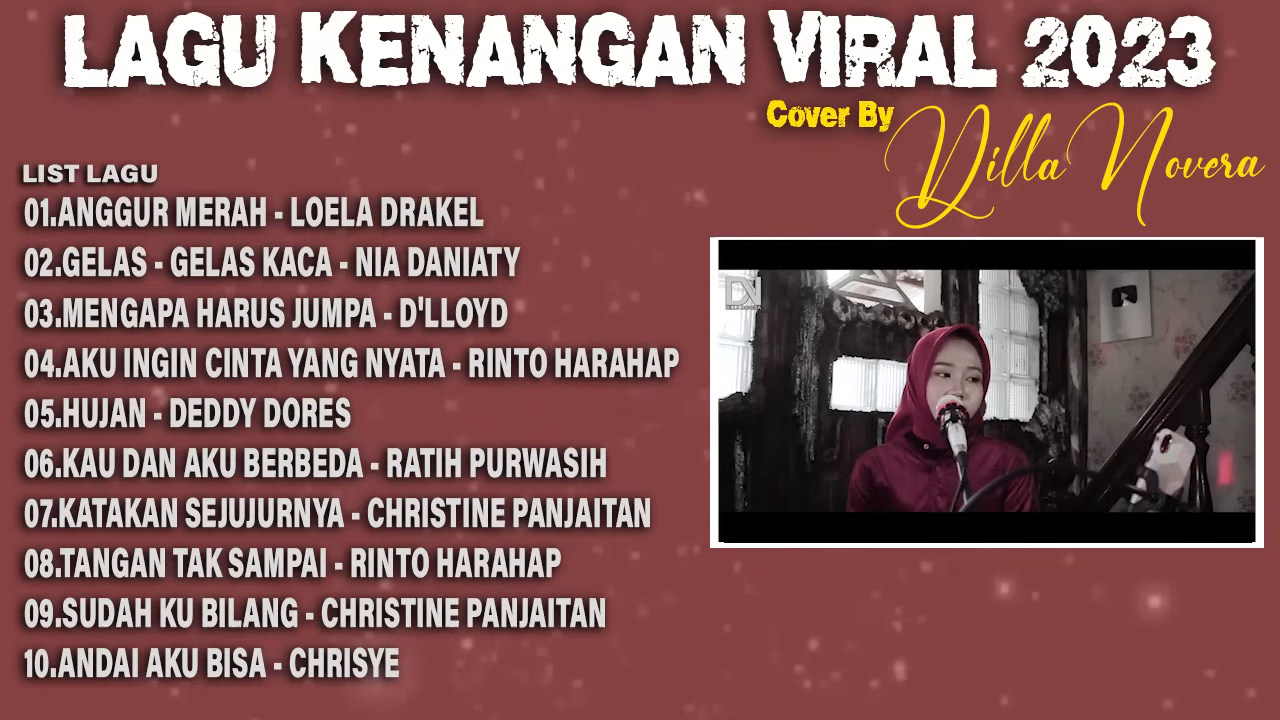 LAGU KENANGAN VIRAL 2023
Cover By Dilla Novera
LIST LAGU
01.ANGGUR MERAH - LOELA DRAKEL
02.GELAS - GELAS KACA - NIA DANIATY
03.MENGAPA HARUS JUMPA - D'LLOYD
04.AKU INGIN CINTA YANG NYATA - RINTO HARAHAP
05.HUJAN - DEDDY DORES
06.KAU DAN AKU BERBEDA - RATIH PURWASIH
07.KATAKAN SEJUJURNYA - CHRISTINE PANJAITAN
08.TANGAN TAK SAMPAI - RINTO HARAHAP
09.SUDAH KU BILANG - CHRISTINE PANJAITAN
10.ANDAI AKU BISA - CHRISYE
DN